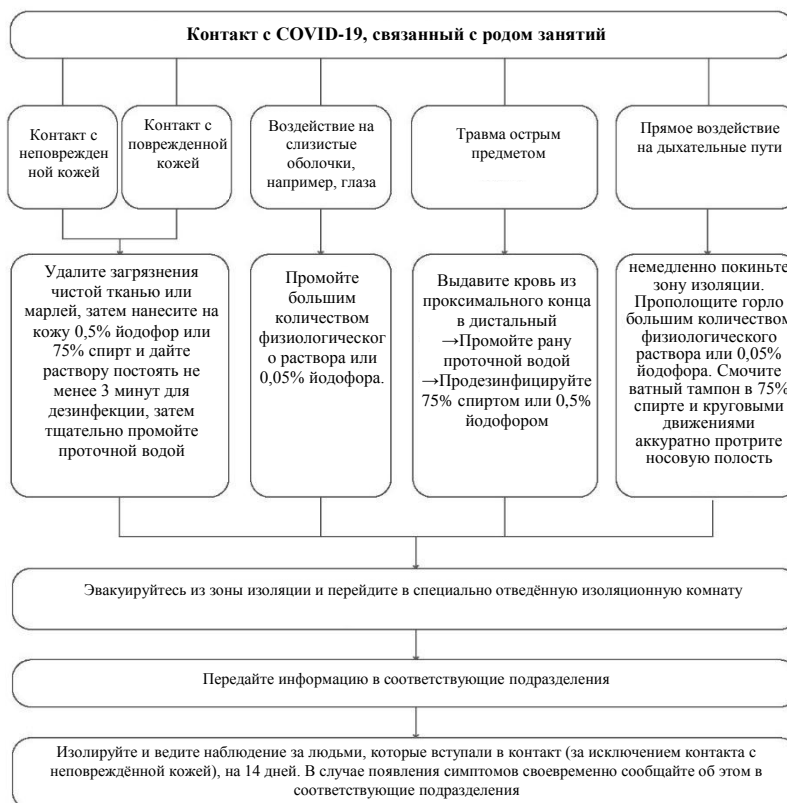 Контакт с COVID-19, связанный с родом занятий
Контакт с
неповрежден
ной кожей
Контакт с
поврежденной
кожей
Воздействие на
слизистые
оболочки,
например, глаза
Травма острым
предметом
Прямое воздействие
на дыхательные пути
Удалите загрязнения
чистой тканью или
марлей, затем нанесите на
кожу 0,5% йодофор или
75% спирт и дайте
раствору постоять не
менее 3 минут для
дезинфекции, затем
тщательно промойте
проточной водой
Промойте
большим
количеством
физиологическог
о раствора или
0,05% йодофора.
Выдавите кровь из
проксимального конца
в дистальный
→Промойте рану
проточной водой
→Продезинфицируйте
75% спиртом или 0,5%
йодофором
немедленно покиньте
зону изоляции.
Прополощите горло
большим количеством
физиологического
раствора или 0,05%
йодофора. Смочите
ватный тампон в 75%
спирте и круговыми
движениями
аккуратно протрите
носовую полость
Эвакуируйтесь из зоны изоляции и перейдите в специально отведённую изоляционную комнату
Передайте информацию в соответствующие подразделения
Изолируйте и ведите наблюдение за людьми, которые вступали в контакт (за исключением контакта с
неповреждённой кожей), на 14 дней. В случае появления симптомов своевременно сообщайте об этом в
соответствующие подразделения